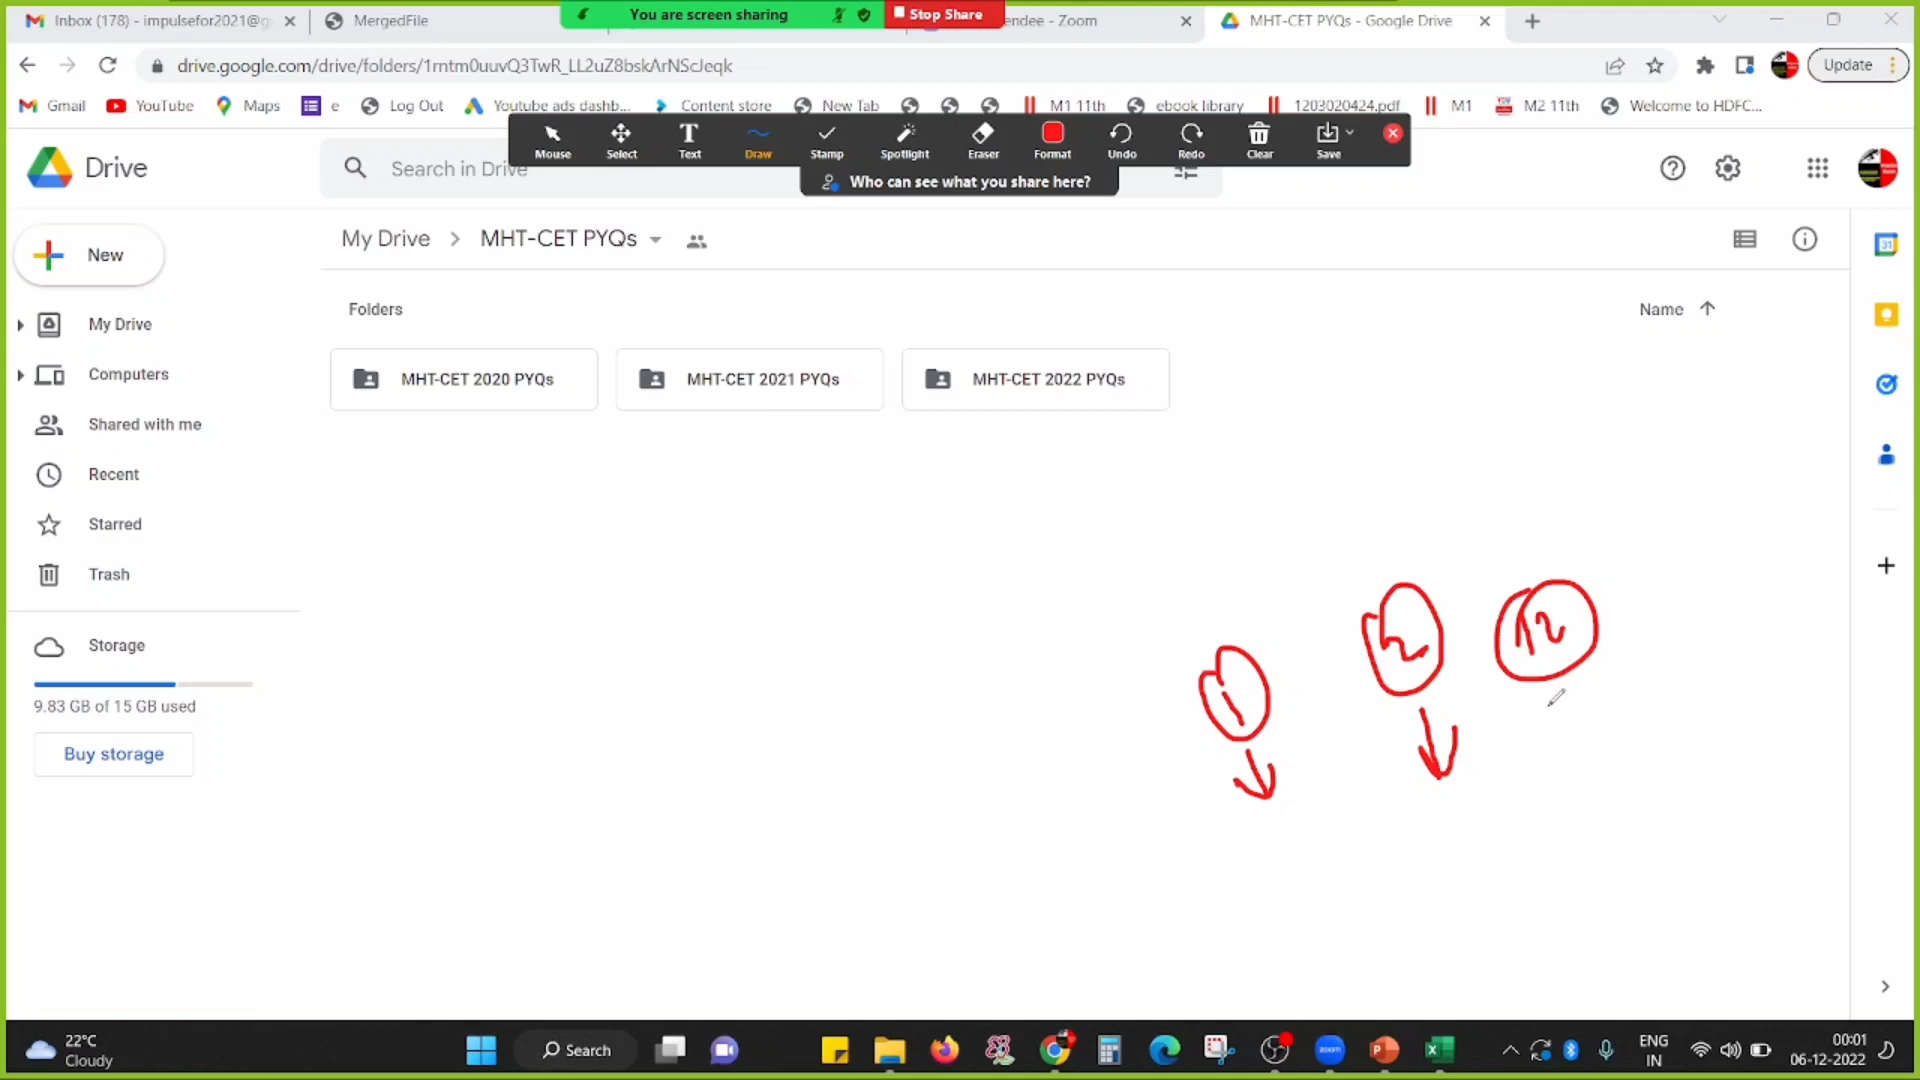 Inbox (178) - impulsefor2021@g
MergedFile
You are screen sharing
Stop Share
endee - Zoom
MHT-CET PYQs - Google Drive
drive.google.com/drive/folders/1rntm0uuvQ3TwR_LL2uZ8bskArNScJeqk
Update
Gmail
YouTube
Maps
e
Log Out
Youtube ads dashb...
Content store
New Tab
M1 11th
ebook library
1203020424.pdf
M1
M2 11th
Welcome to HDFC...
Mouse
Select
Text
Draw
Stamp
Spotlight
Eraser
Format
Undo
Redo
Clear
Save
Drive
Search in Drive
Who can see what you share here?
My Drive
MHT-CET PYQs
New
Folders
Name
My Drive
Computers
Shared with me
Recent
Starred
Trash
Storage
9.83 GB of 15 GB used
Buy storage
MHT-CET 2020 PYQs
MHT-CET 2021 PYQs
MHT-CET 2022 PYQs
31
1
2
12
22°C
Cloudy
Search
zoom
ENG
IN
00:01
06-12-2022